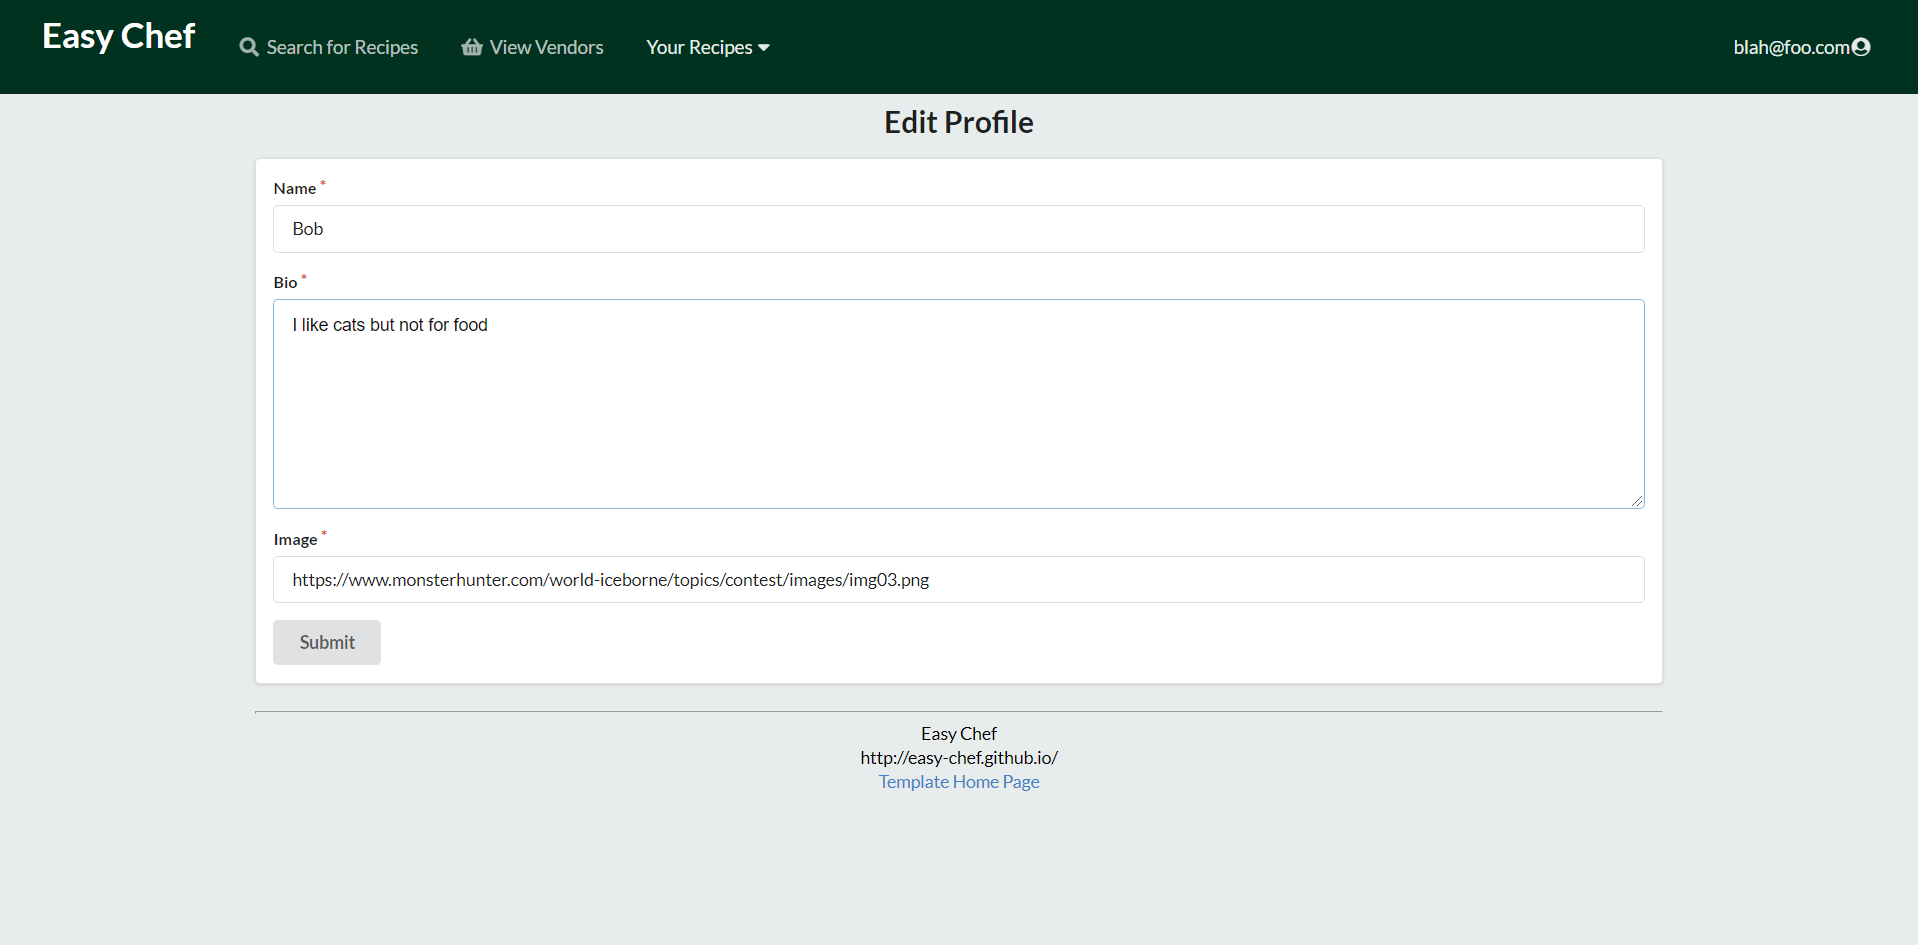 Easy Chef
Search for Recipes
View Vendors
Your Recipes
blah@foo.com
Edit Profile
Name *
Bob
Bio *
I like cats but not for food
Image *
https://www.monsterhunter.com/world-iceborne/topics/contest/images/img03.png
Submit
Easy Chef
http://easy-chef.github.io/
Template Home Page